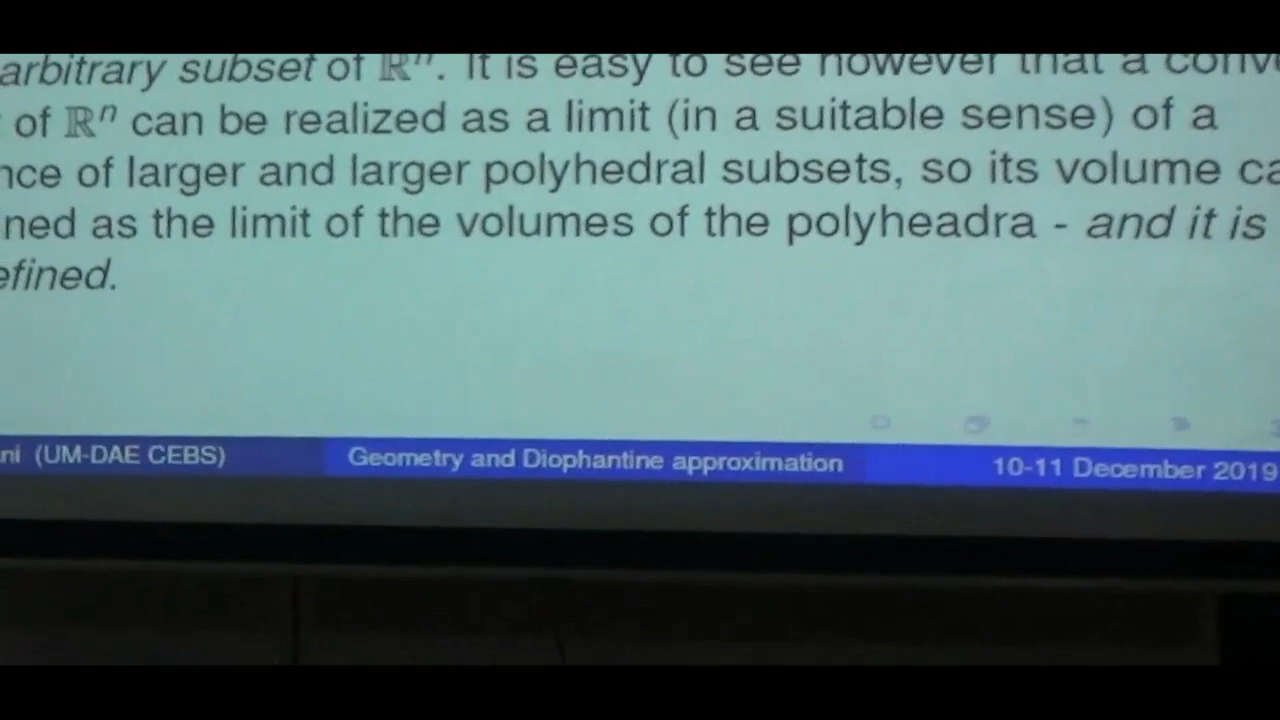 arbitrary subset of ℝⁿ. It is easy to see however that a conv
of ℝⁿ can be realized as a limit (in a suitable sense) of a
nce of larger and larger polyhedral subsets, so its volume ca
ned as the limit of the volumes of the polyheadra - and it is
efined.
ni (UM-DAE CEBS) Geometry and Diophantine approximation 10-11 December 2019